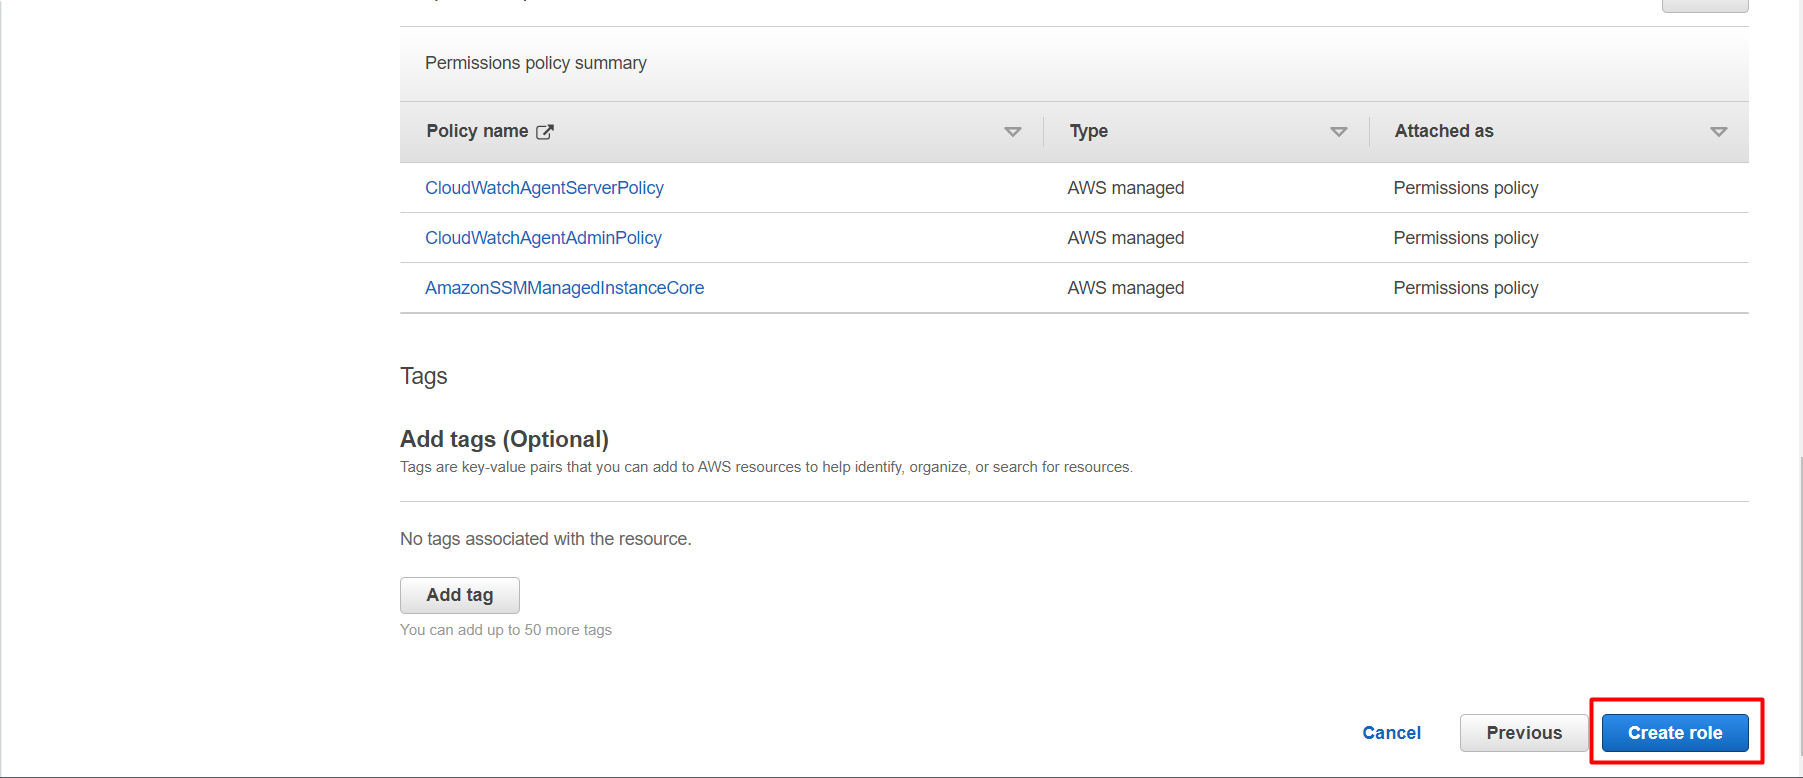 Permissions policy summary
Policy name Type Attached as
CloudWatchAgentServerPolicy AWS managed Permissions policy
CloudWatchAgentAdminPolicy AWS managed Permissions policy
AmazonSSMManagedInstanceCore AWS managed Permissions policy
Tags
Add tags (Optional)
Tags are key-value pairs that you can add to AWS resources to help identify, organize, or search for resources.
No tags associated with the resource.
Add tag
You can add up to 50 more tags
Cancel Previous Create role